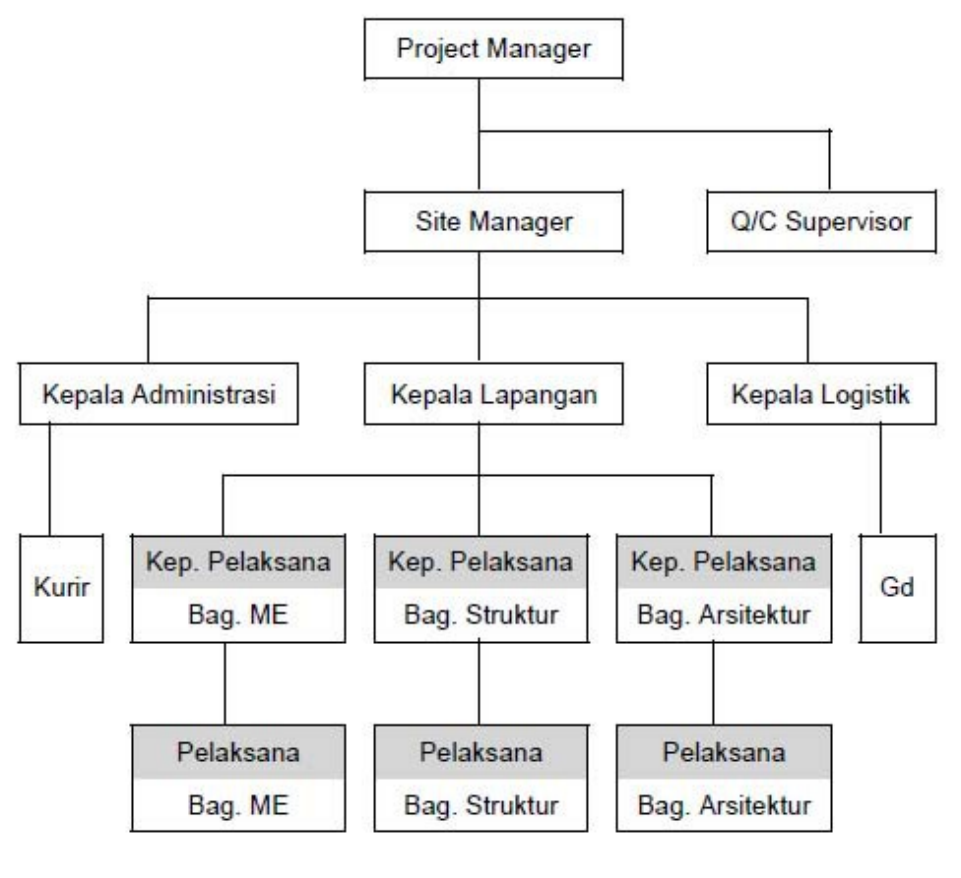 Project Manager
Site Manager
Q/C Supervisor
Kepala Administrasi
Kepala Lapangan
Kepala Logistik
Kurir
Kep. Pelaksana
Bag. ME
Kep. Pelaksana
Bag. Struktur
Kep. Pelaksana
Bag. Arsitektur
Gd
Pelaksana
Bag. ME
Pelaksana
Bag. Struktur
Pelaksana
Bag. Arsitektur